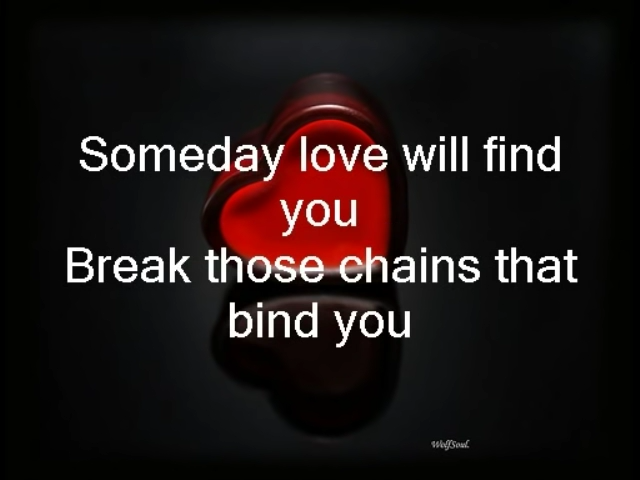 Someday love will find
you
Break those chains that
bind you
WolfSoul.